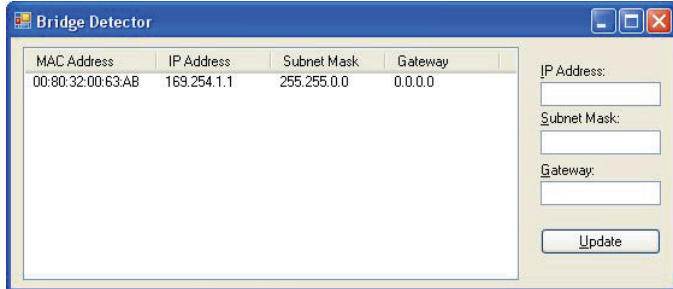 Bridge Detector
MAC Address IP Address Subnet Mask Gateway
00:80:32:00:63:AB 169.254.1.1 255.255.0.0 0.0.0.0
IP Address:
Subnet Mask:
Gateway:
Update